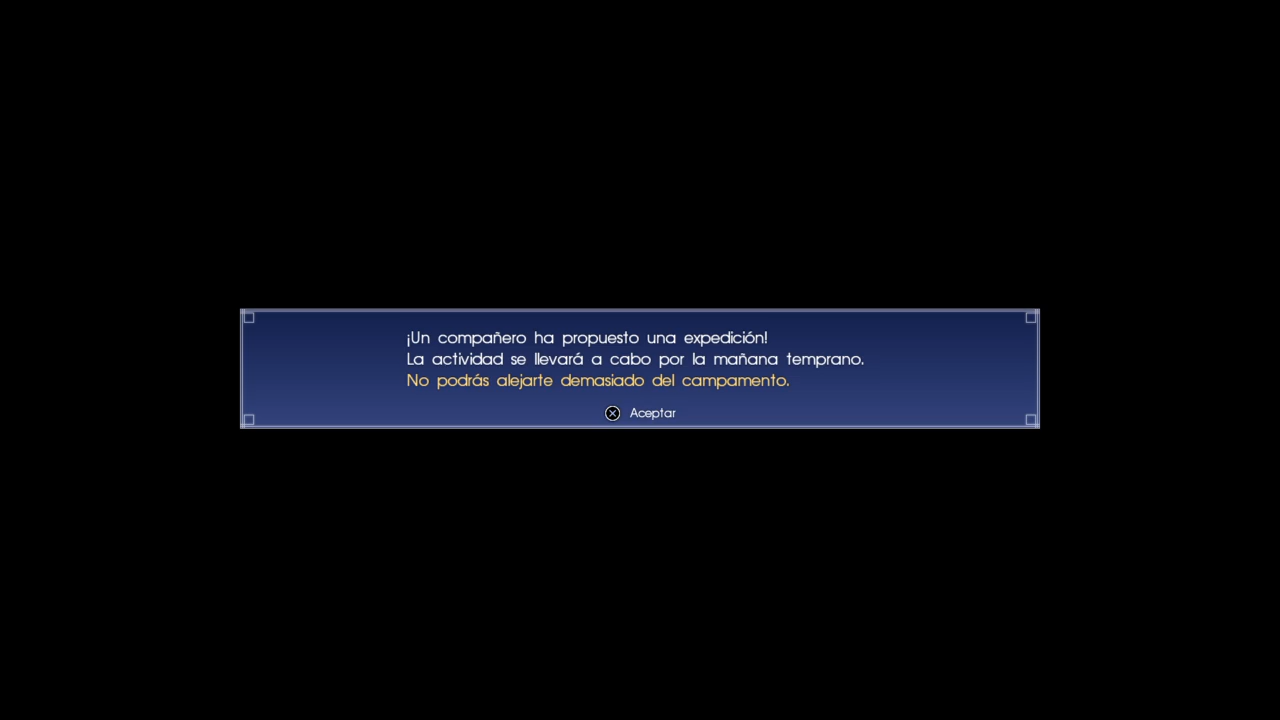 ¡Un compañero ha propuesto una expedición!
La actividad se llevará a cabo por la mañana temprano.
No podrás alejarte demasiado del campamento.
Aceptar